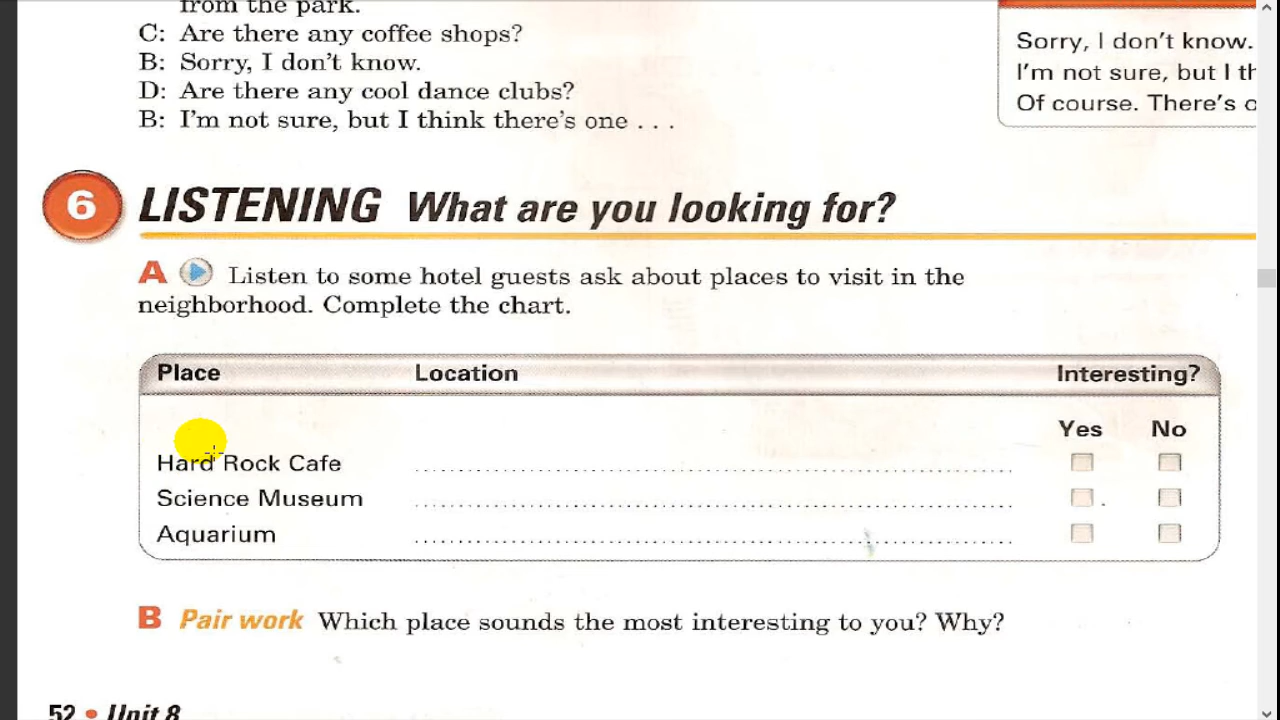 from the park.
C: Are there any coffee shops?
B: Sorry, I don't know.
D: Are there any cool dance clubs?
B: I'm not sure, but I think there's one . . .
Sorry, I don't know.
I'm not sure, but I th
Of course. There's o
6 LISTENING What are you looking for?
A Listen to some hotel guests ask about places to visit in the
neighborhood. Complete the chart.
Place Location Interesting?
Yes No
Hard Rock Cafe
Science Museum
Aquarium
B Pair work Which place sounds the most interesting to you? Why?
52 • Unit 8